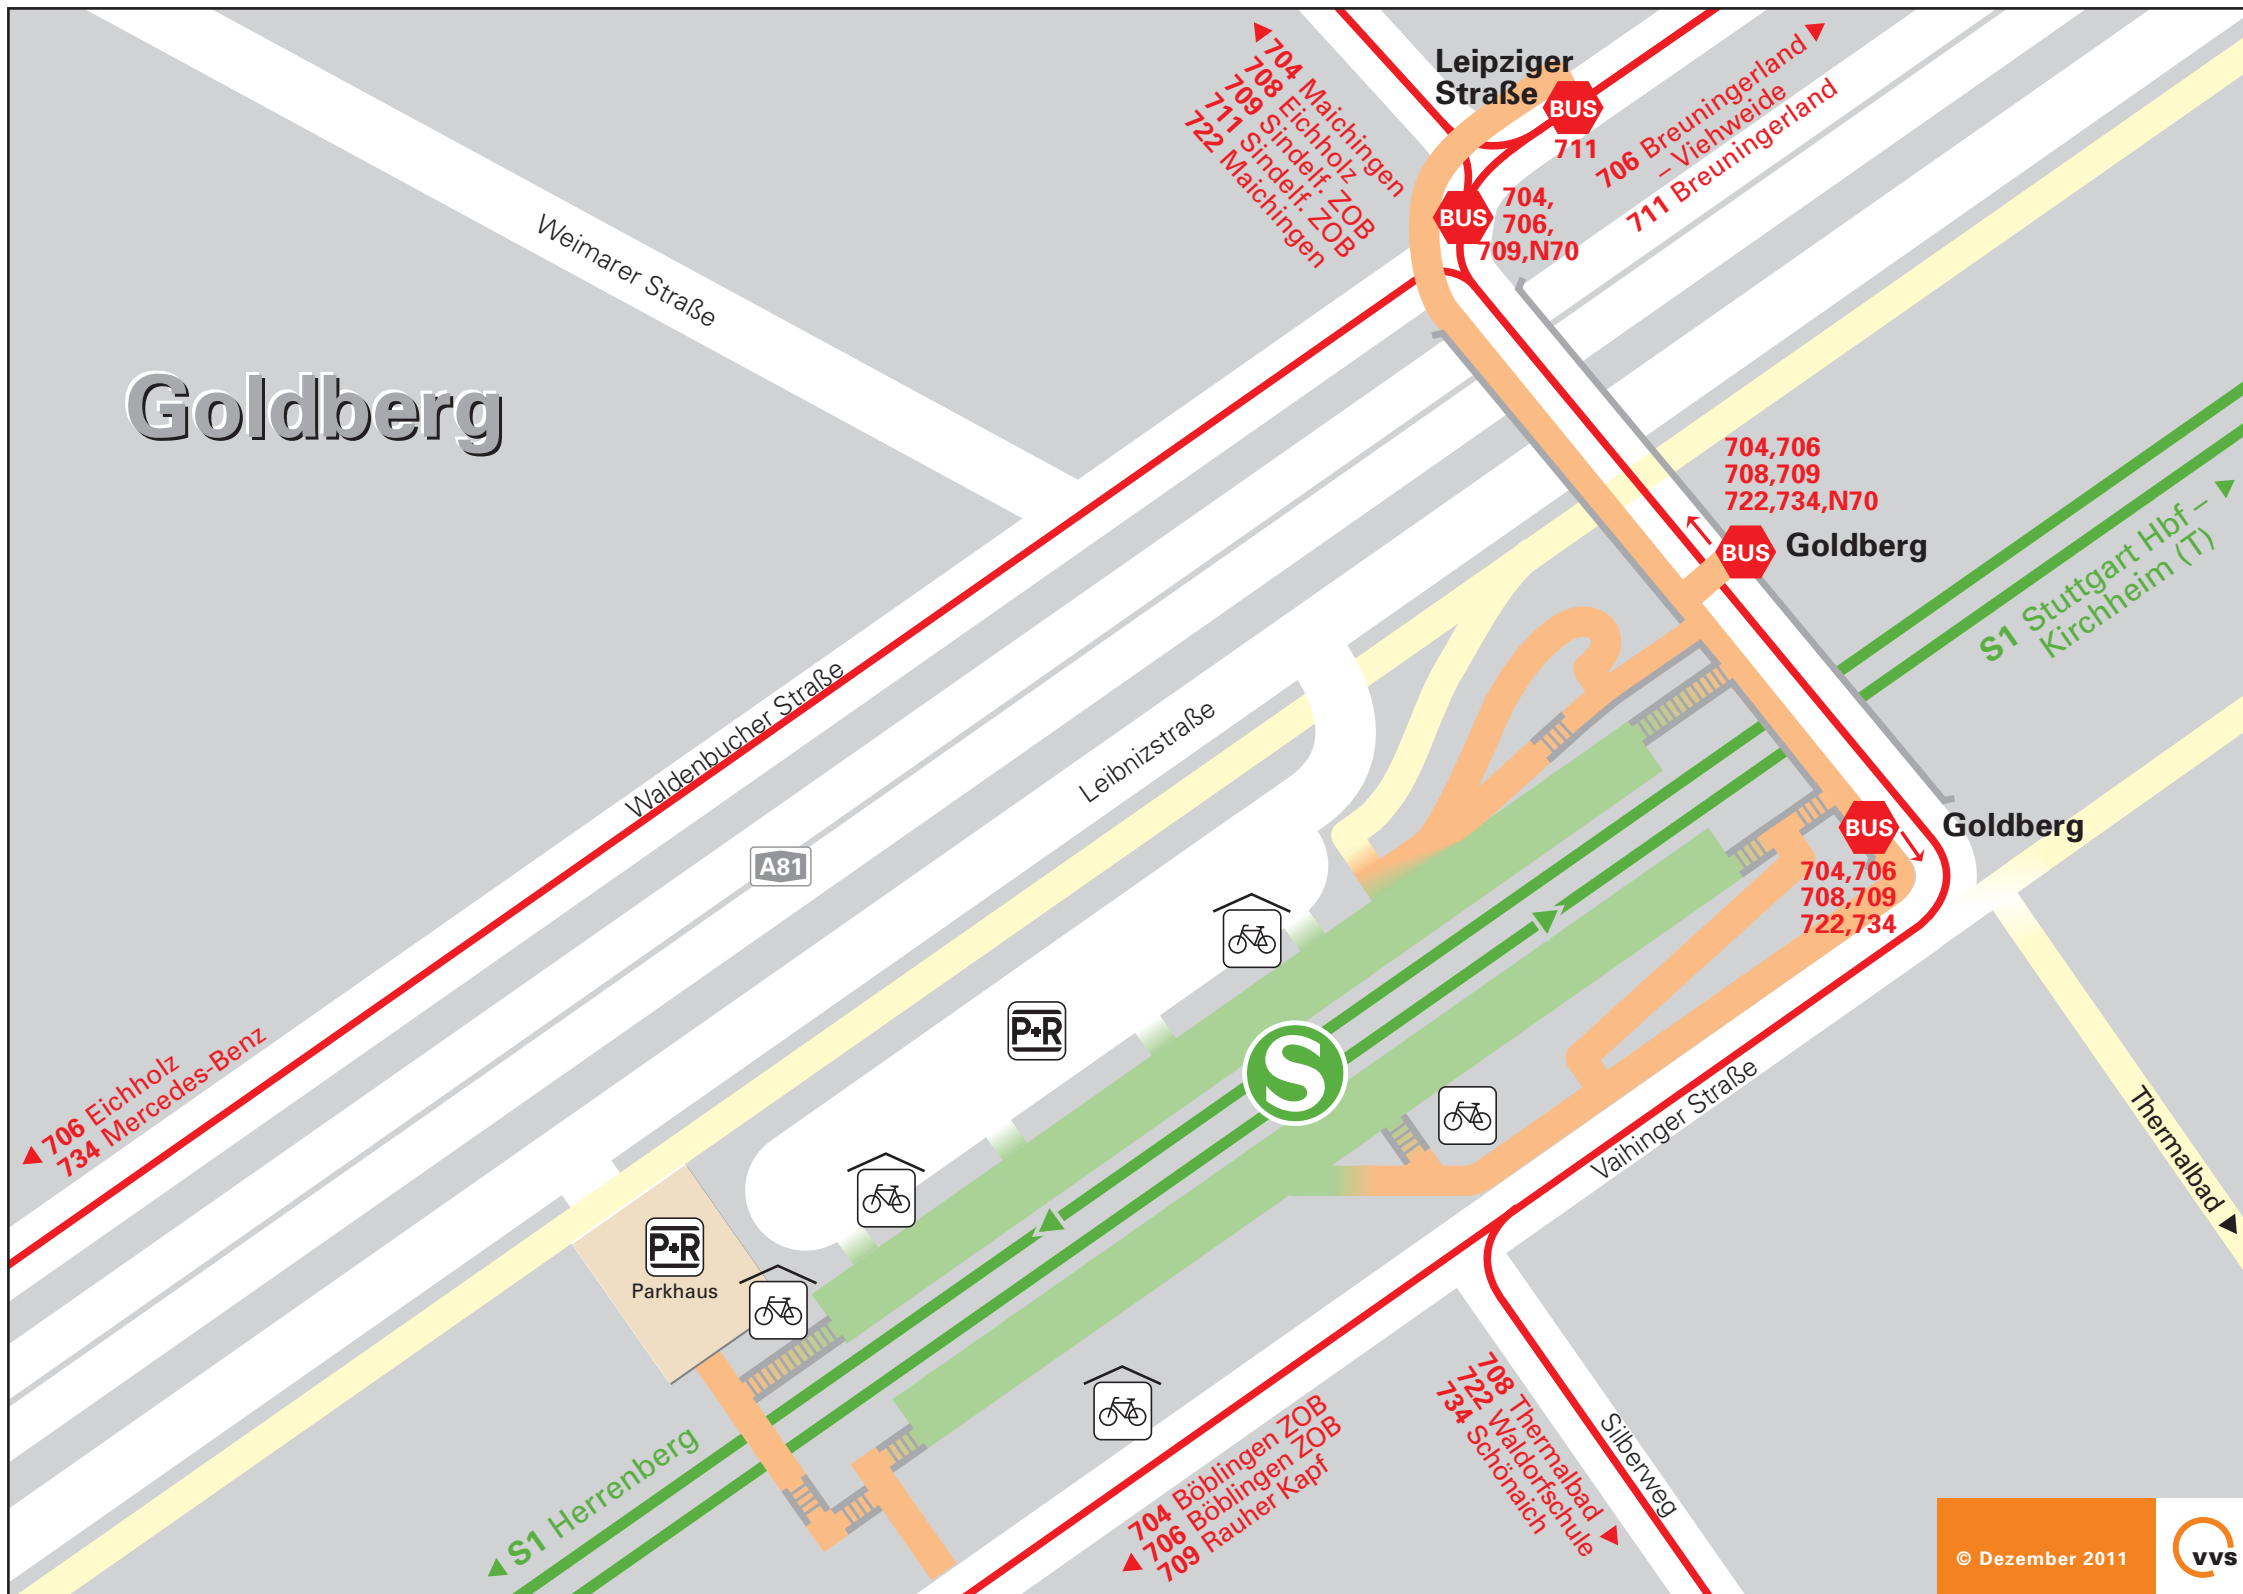 Leipziger
Straße
BUS
711
704 Maichingen
708 Eichholz
709 Sindelf. ZOB
711 Sindelf. ZOB
722 Maichingen
706 Breuningerland
– Viehweide
711 Breuningerland
BUS
704,
706,
709,N70
Weimarer Straße
Goldberg
704,706
708,709
722,734,N70
BUS
Goldberg
S1 Stuttgart Hbf –
Kirchheim (T)
Waldenbucher Straße
Leibnizstraße
A81
BUS
Goldberg
704,706
708,709
722,734
P+R
S
706 Eichholz
734 Mercedes-Benz
Vaihinger Straße
Thermalbad
P+R
Parkhaus
S1 Herrenberg
704 Böblingen ZOB
706 Böblingen ZOB
709 Rauher Kapf
708 Thermalbad
722 Waldorfschule
734 Schönaich
Silberweg
© Dezember 2011
vvs